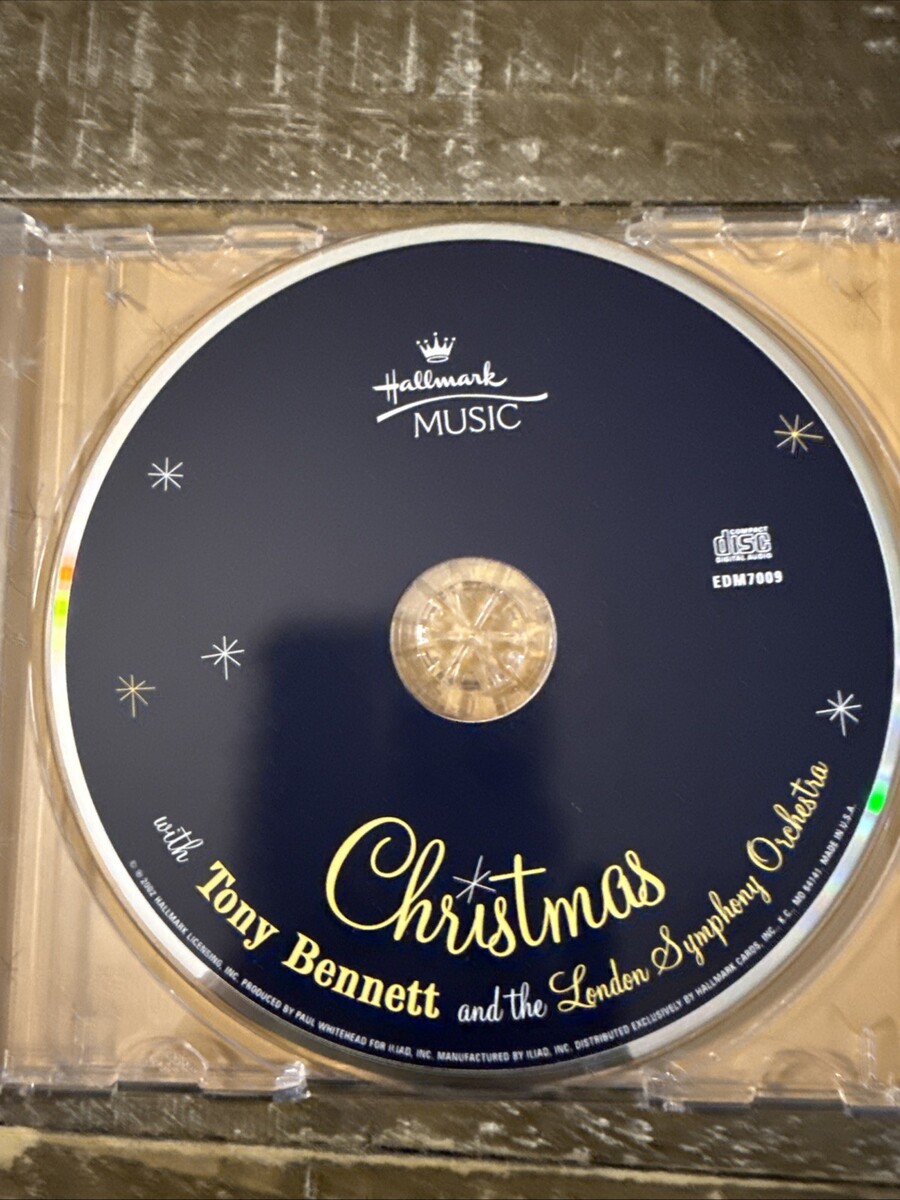 Hallmark
MUSIC
COMPACT
disc
DIGITAL AUDIO
EDM7009
Christmas
with Tony Bennett and the London Symphony Orchestra
© ℗ 2002 HALLMARK LICENSING, INC. PRODUCED BY PAUL WHITEHEAD FOR ILIAD, INC. MANUFACTURED BY ILIAD, INC. DISTRIBUTED EXCLUSIVELY BY HALLMARK CARDS, INC., K.C., MO 64141. MADE IN U.S.A.